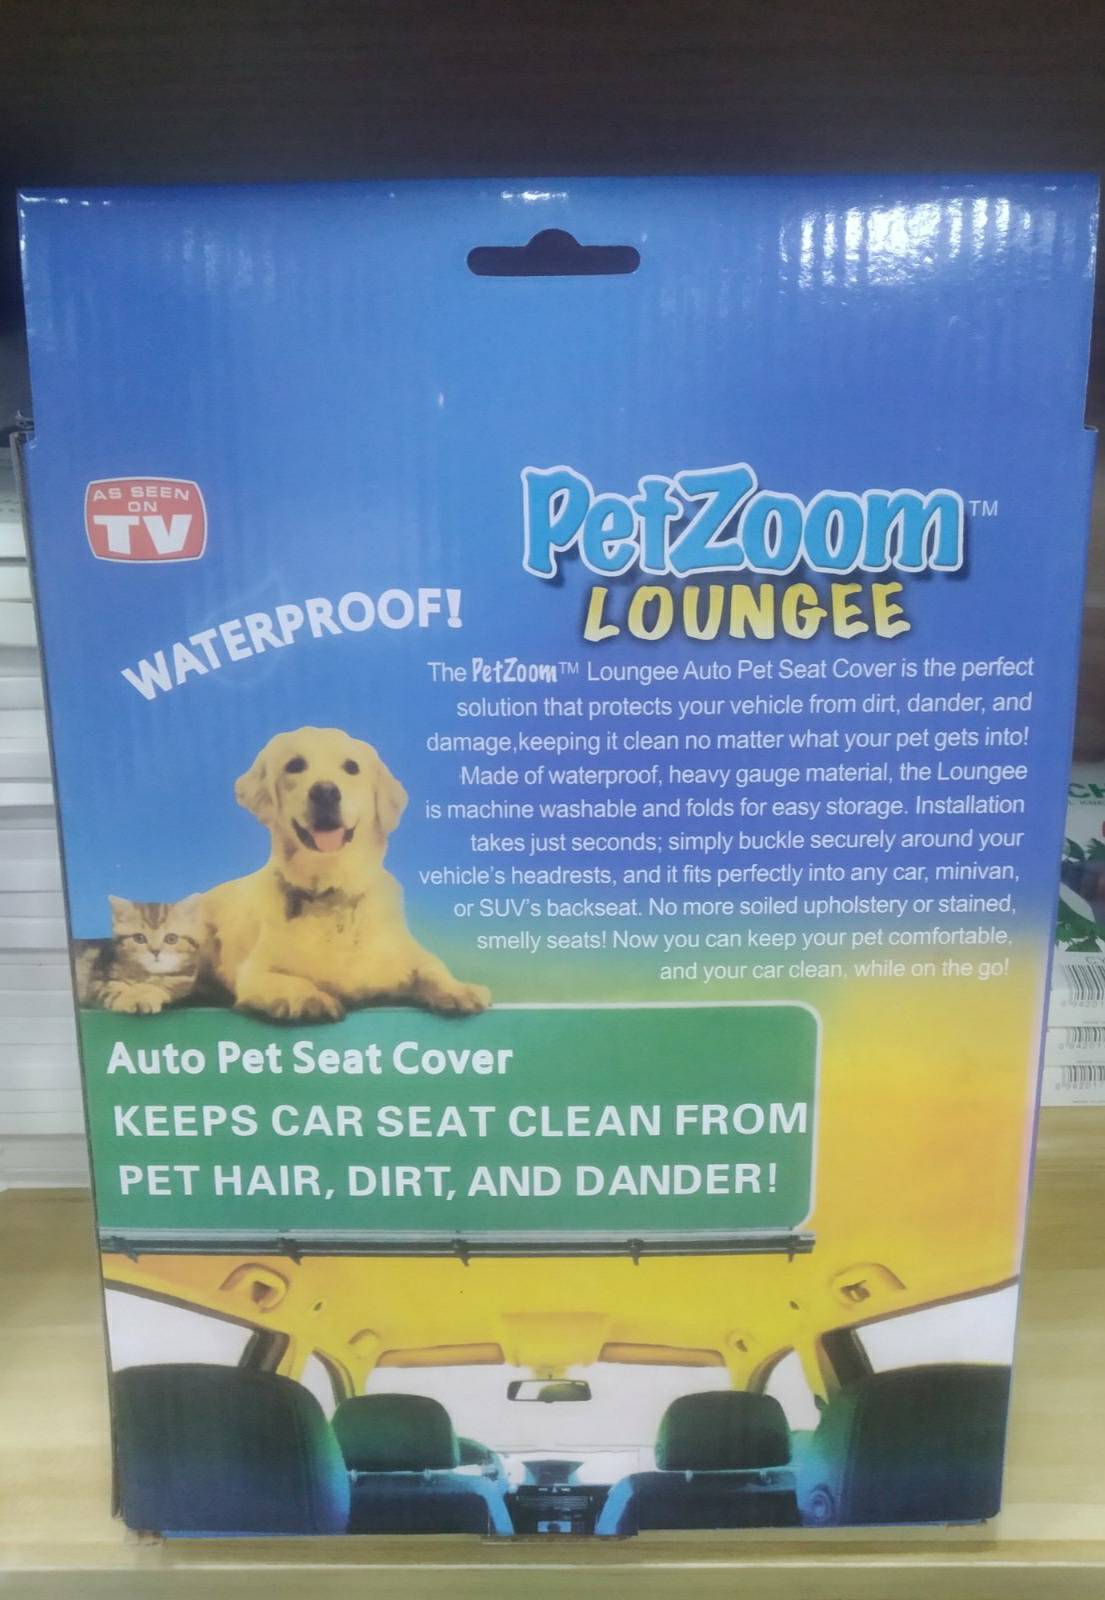 AS SEEN
ON
TV
PetZoom™
LOUNGEE
WATERPROOF!
The PetZoom™ Loungee Auto Pet Seat Cover is the perfect
solution that protects your vehicle from dirt, dander, and
damage,keeping it clean no matter what your pet gets into!
Made of waterproof, heavy gauge material, the Loungee
is machine washable and folds for easy storage. Installation
takes just seconds; simply buckle securely around your
vehicle's headrests, and it fits perfectly into any car, minivan,
or SUV's backseat. No more soiled upholstery or stained,
smelly seats! Now you can keep your pet comfortable,
and your car clean, while on the go!
Auto Pet Seat Cover
KEEPS CAR SEAT CLEAN FROM
PET HAIR, DIRT, AND DANDER!